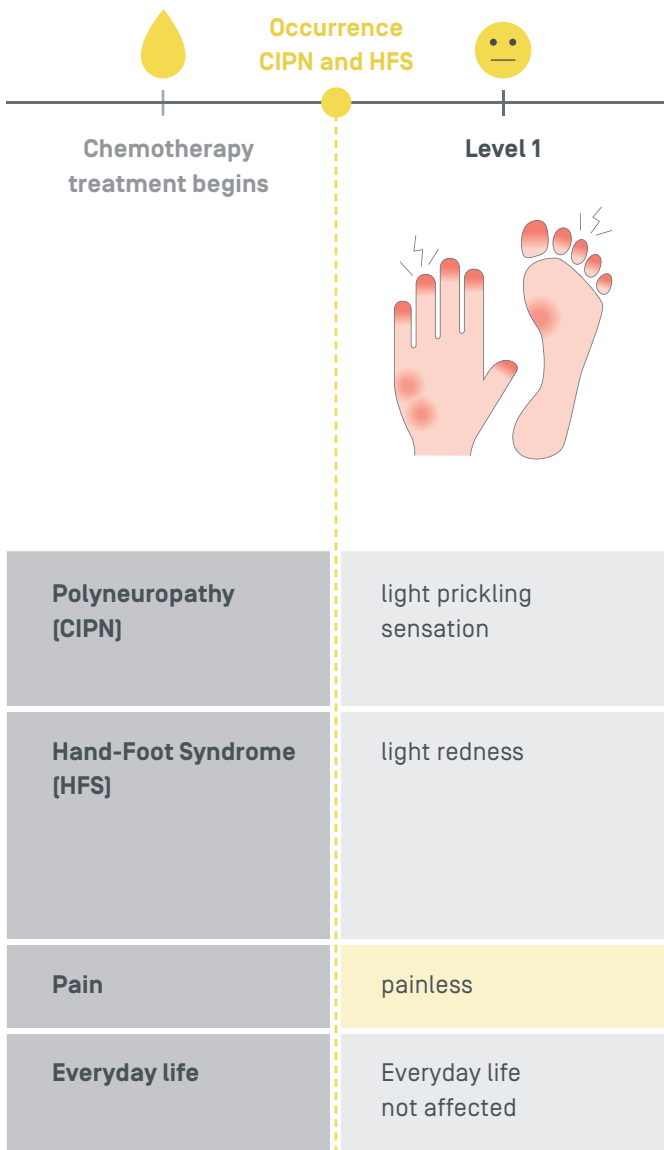 Occurrence
CIPN and HFS
Chemotherapy
treatment begins
Level 1
Polyneuropathy
(CIPN)
light prickling
sensation
Hand-Foot Syndrome
(HFS)
light redness
Pain
painless
Everyday life
Everyday life
not affected